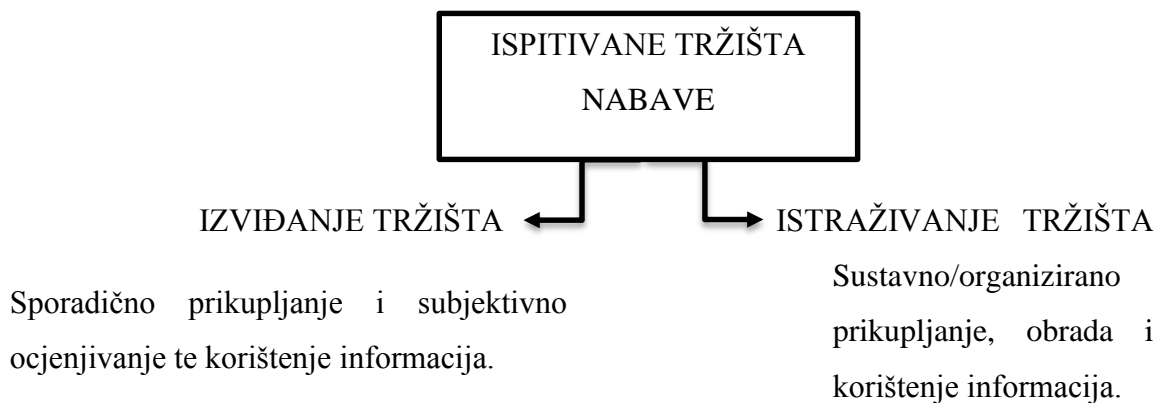 ISPITIVANE TRŽIŠTA
NABAVE
IZVIĐANJE TRŽIŠTA
Sporadično prikupljanje i subjektivno
ocjenjivanje te korištenje informacija.
ISTRAŽIVANJE TRŽIŠTA
Sustavno/organizirano
prikupljanje, obrada i
korištenje informacija.